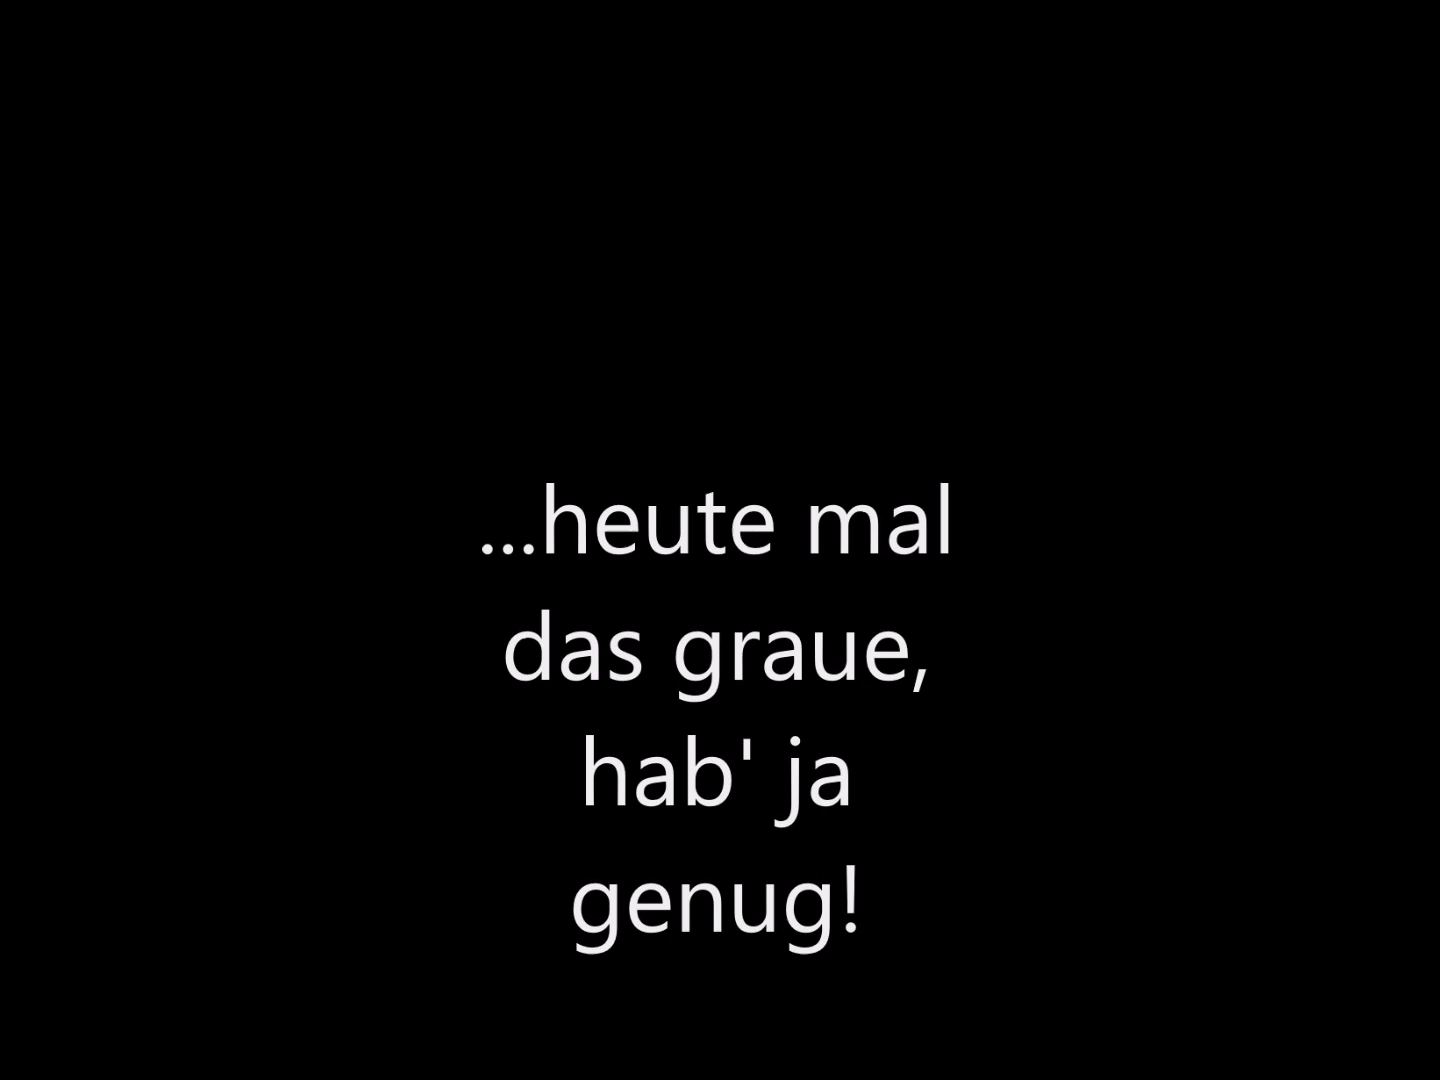 ...heute mal
das graue,
hab' ja
genug!